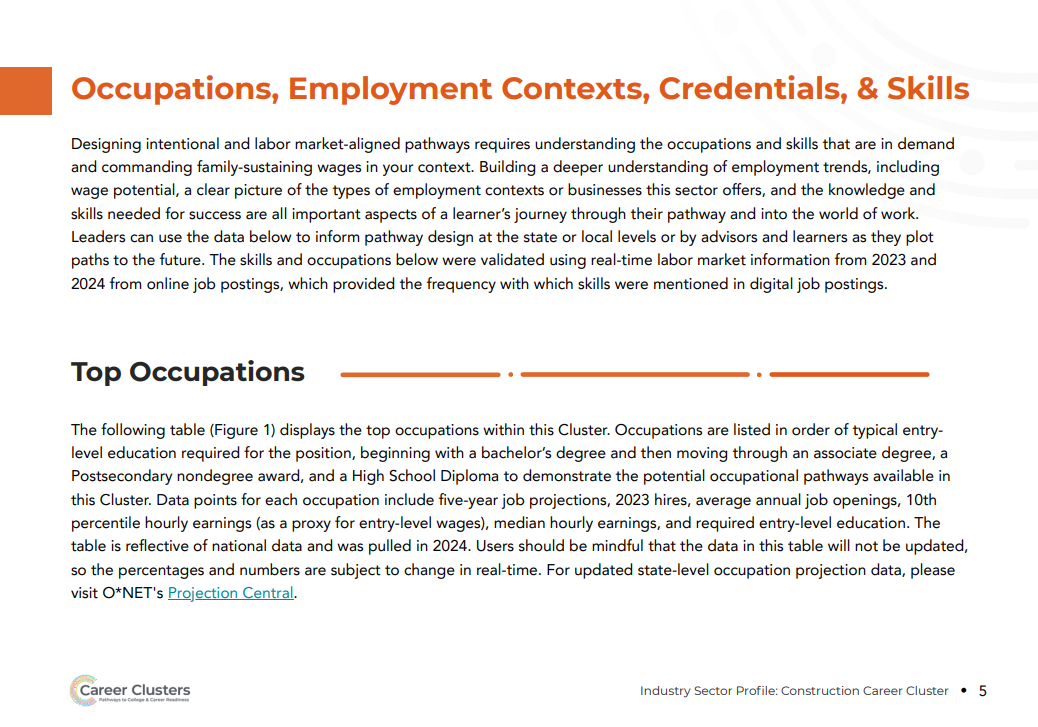 Occupations, Employment Contexts, Credentials, & Skills
Designing intentional and labor market-aligned pathways requires understanding the occupations and skills that are in demand
and commanding family-sustaining wages in your context. Building a deeper understanding of employment trends, including
wage potential, a clear picture of the types of employment contexts or businesses this sector offers, and the knowledge and
skills needed for success are all important aspects of a learner’s journey through their pathway and into the world of work.
Leaders can use the data below to inform pathway design at the state or local levels or by advisors and learners as they plot
paths to the future. The skills and occupations below were validated using real-time labor market information from 2023 and
2024 from online job postings, which provided the frequency with which skills were mentioned in digital job postings.
Top Occupations
The following table (Figure 1) displays the top occupations within this Cluster. Occupations are listed in order of typical entry-
level education required for the position, beginning with a bachelor’s degree and then moving through an associate degree, a
Postsecondary nondegree award, and a High School Diploma to demonstrate the potential occupational pathways available in
this Cluster. Data points for each occupation include five-year job projections, 2023 hires, average annual job openings, 10th
percentile hourly earnings (as a proxy for entry-level wages), median hourly earnings, and required entry-level education. The
table is reflective of national data and was pulled in 2024. Users should be mindful that the data in this table will not be updated,
so the percentages and numbers are subject to change in real-time. For updated state-level occupation projection data, please
visit O*NET's Projection Central.
Career Clusters
Pathways to College & Career Readiness
Industry Sector Profile: Construction Career Cluster • 5